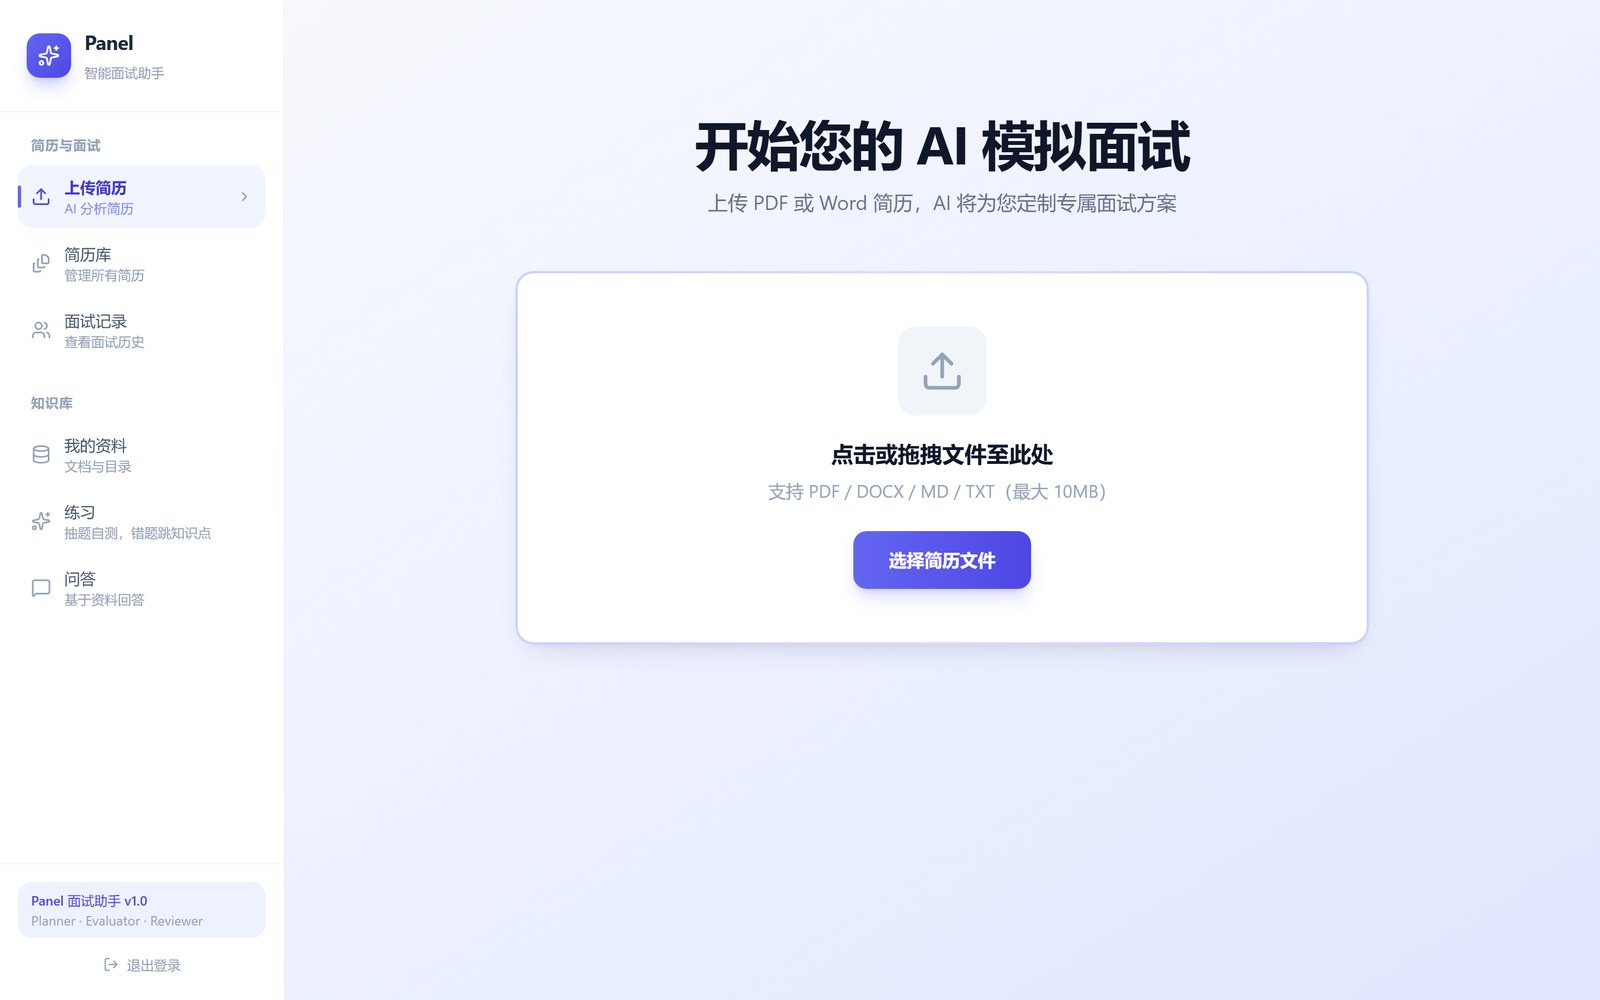 Panel
智能面试助手
简历与面试
上传简历
AI 分析简历
简历库
管理所有简历
面试记录
查看面试历史
知识库
我的资料
文档与目录
练习
抽题自测，错题跳知识点
问答
基于资料回答
Panel 面试助手 v1.0
Planner · Evaluator · Reviewer
退出登录
开始您的 AI 模拟面试
上传 PDF 或 Word 简历，AI 将为您定制专属面试方案
点击或拖拽文件至此处
支持 PDF / DOCX / MD / TXT（最大 10MB）
选择简历文件